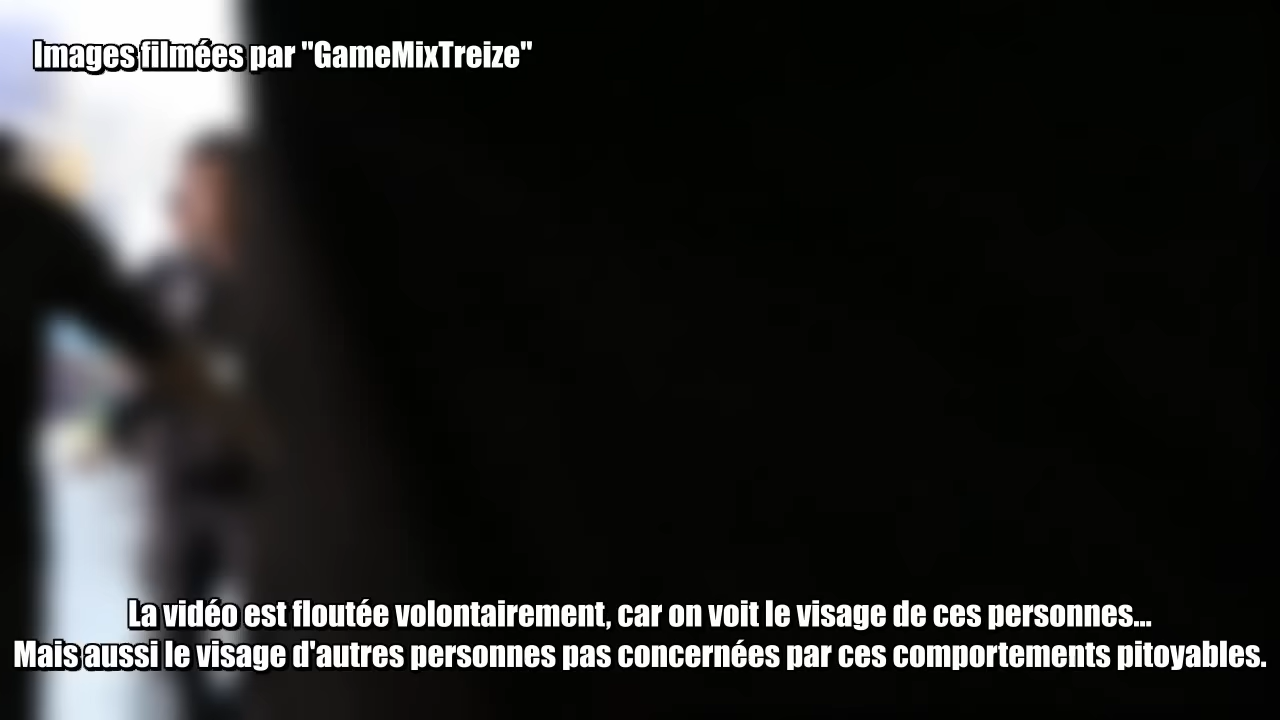 Images filmées par "GameMixTreize"
La vidéo est floutée volontairement, car on voit le visage de ces personnes...
Mais aussi le visage d'autres personnes pas concernées par ces comportements pitoyables.